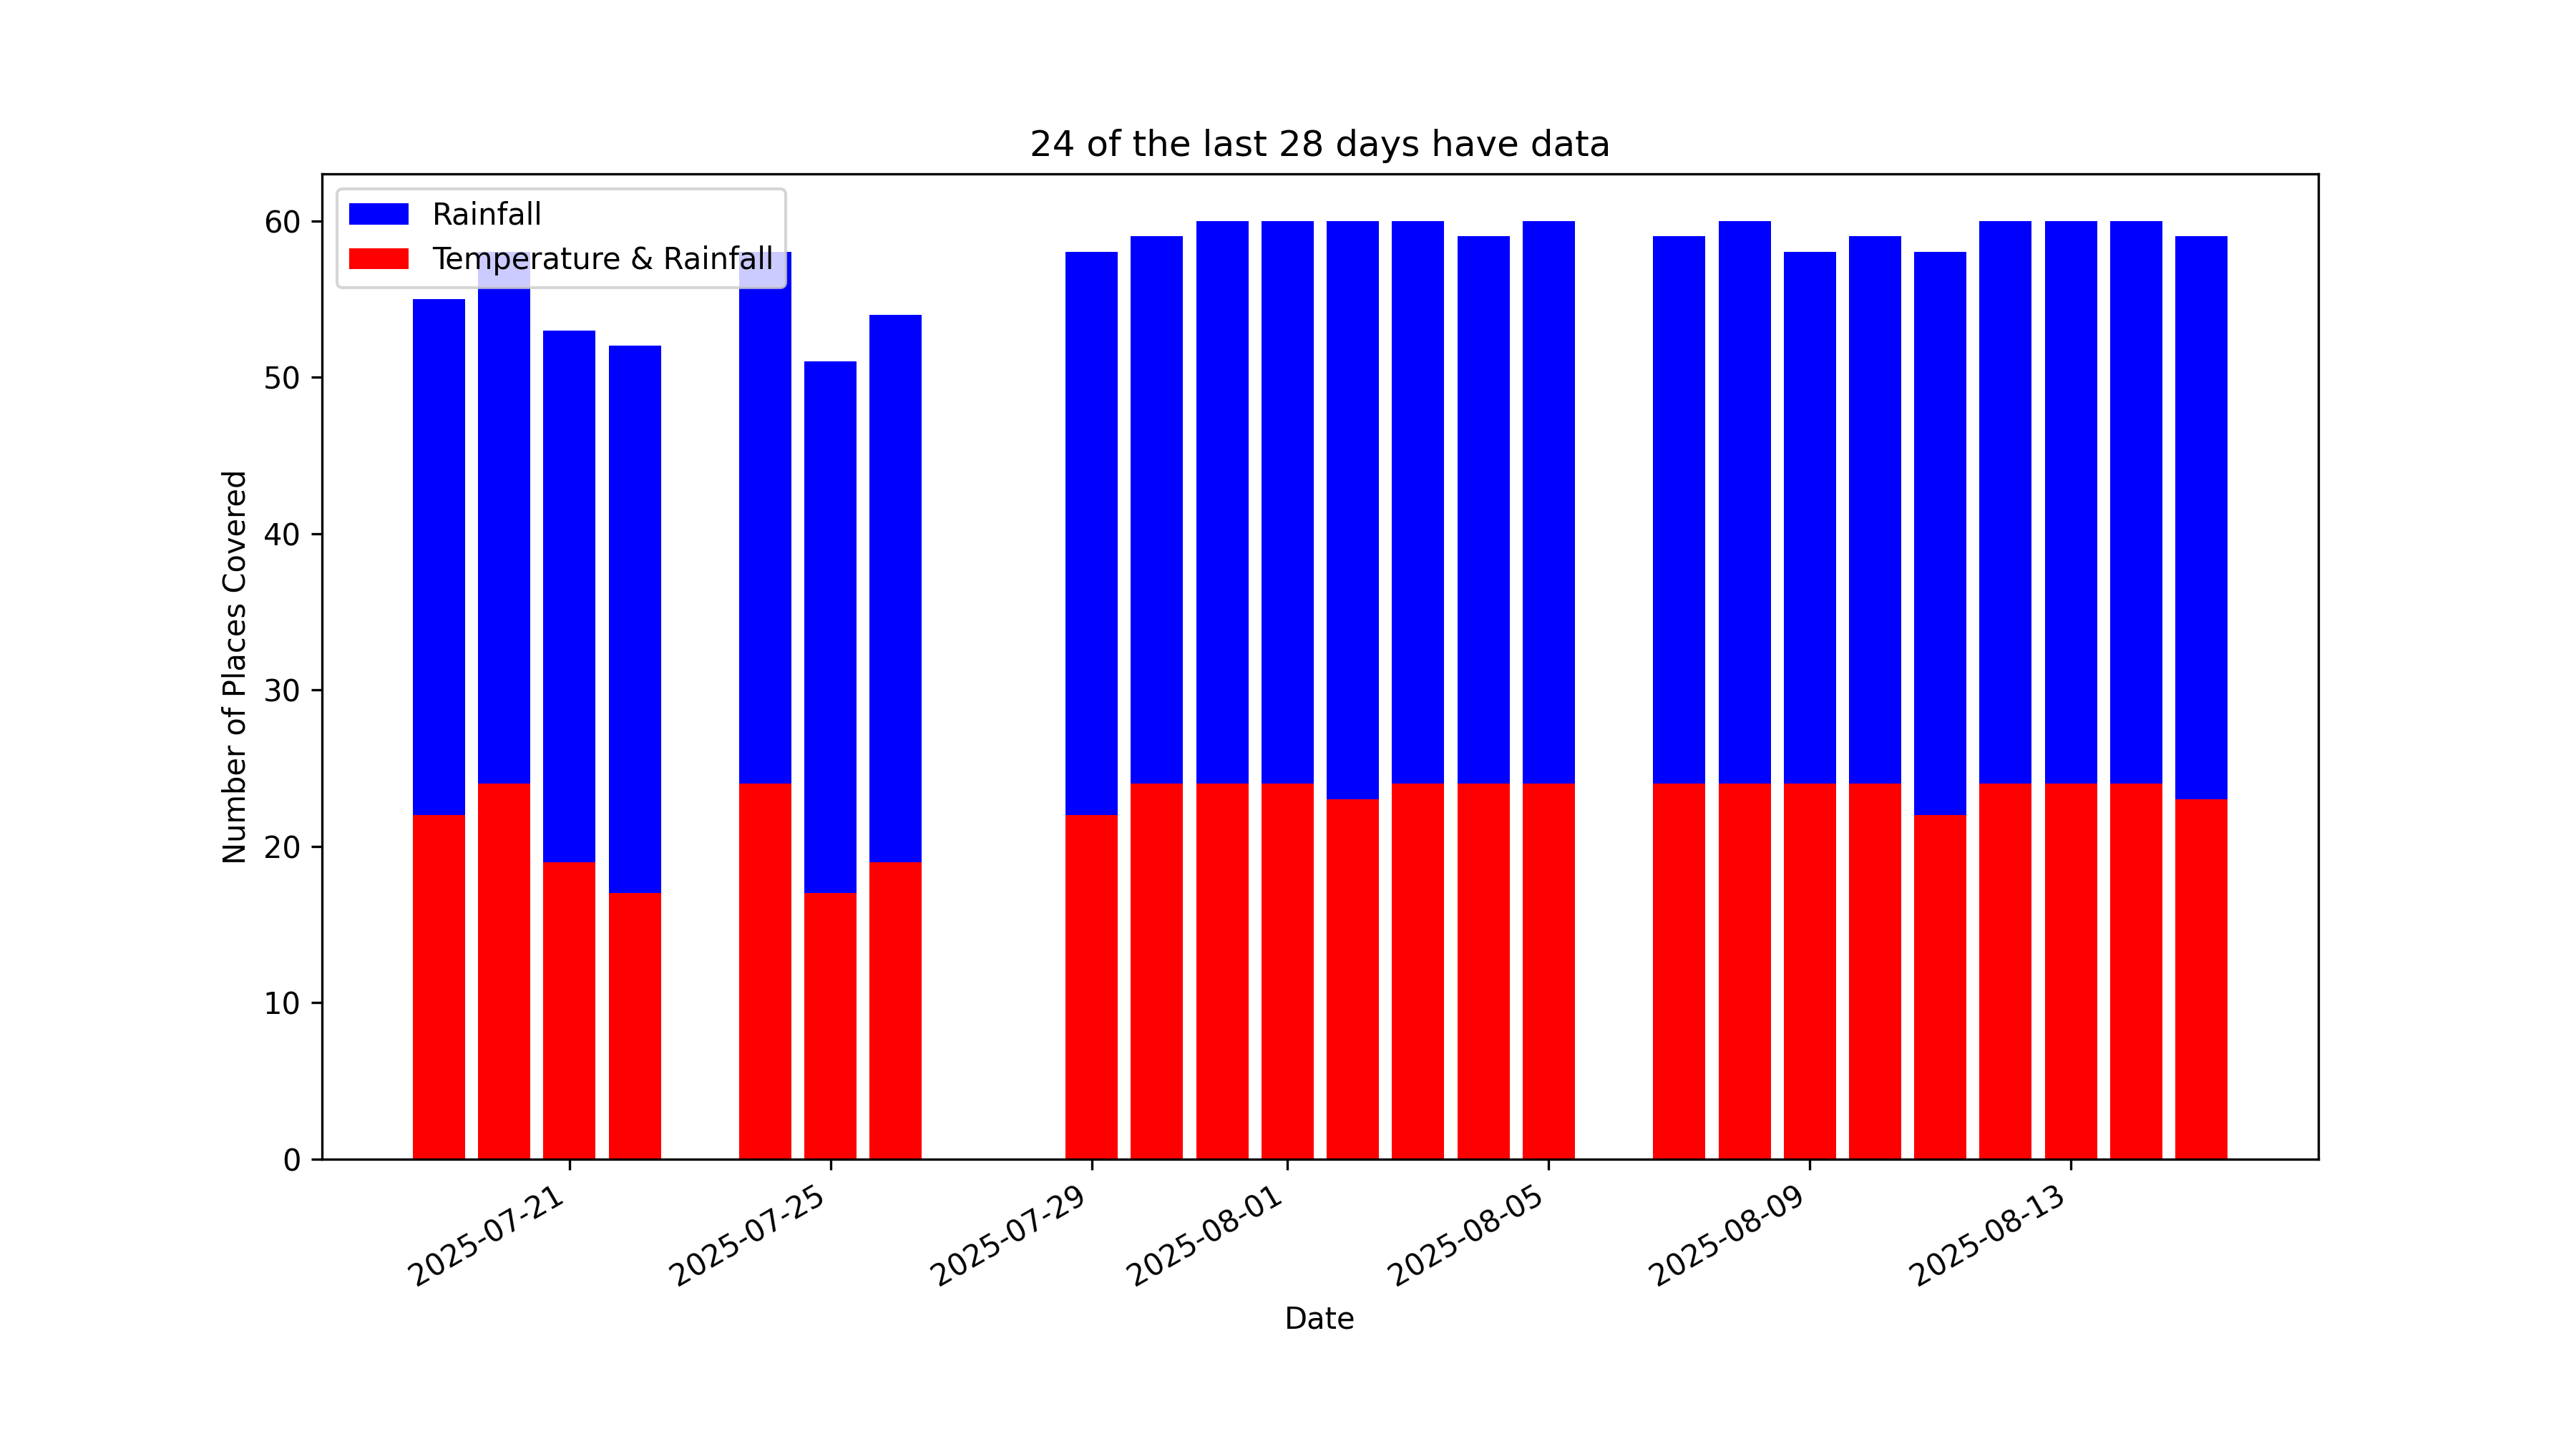 24 of the last 28 days have data
Rainfall
Temperature & Rainfall
Number of Places Covered
60
50
40
30
20
10
0
2025-07-21
2025-07-25
2025-07-29
2025-08-01
2025-08-05
2025-08-09
2025-08-13
Date